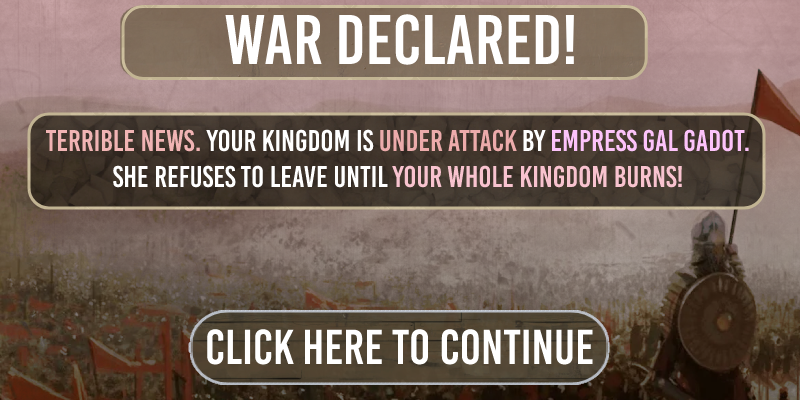 WAR DECLARED!
TERRIBLE NEWS. YOUR KINGDOM IS UNDER ATTACK BY EMPRESS GAL GADOT.
SHE REFUSES TO LEAVE UNTIL YOUR WHOLE KINGDOM BURNS!
CLICK HERE TO CONTINUE